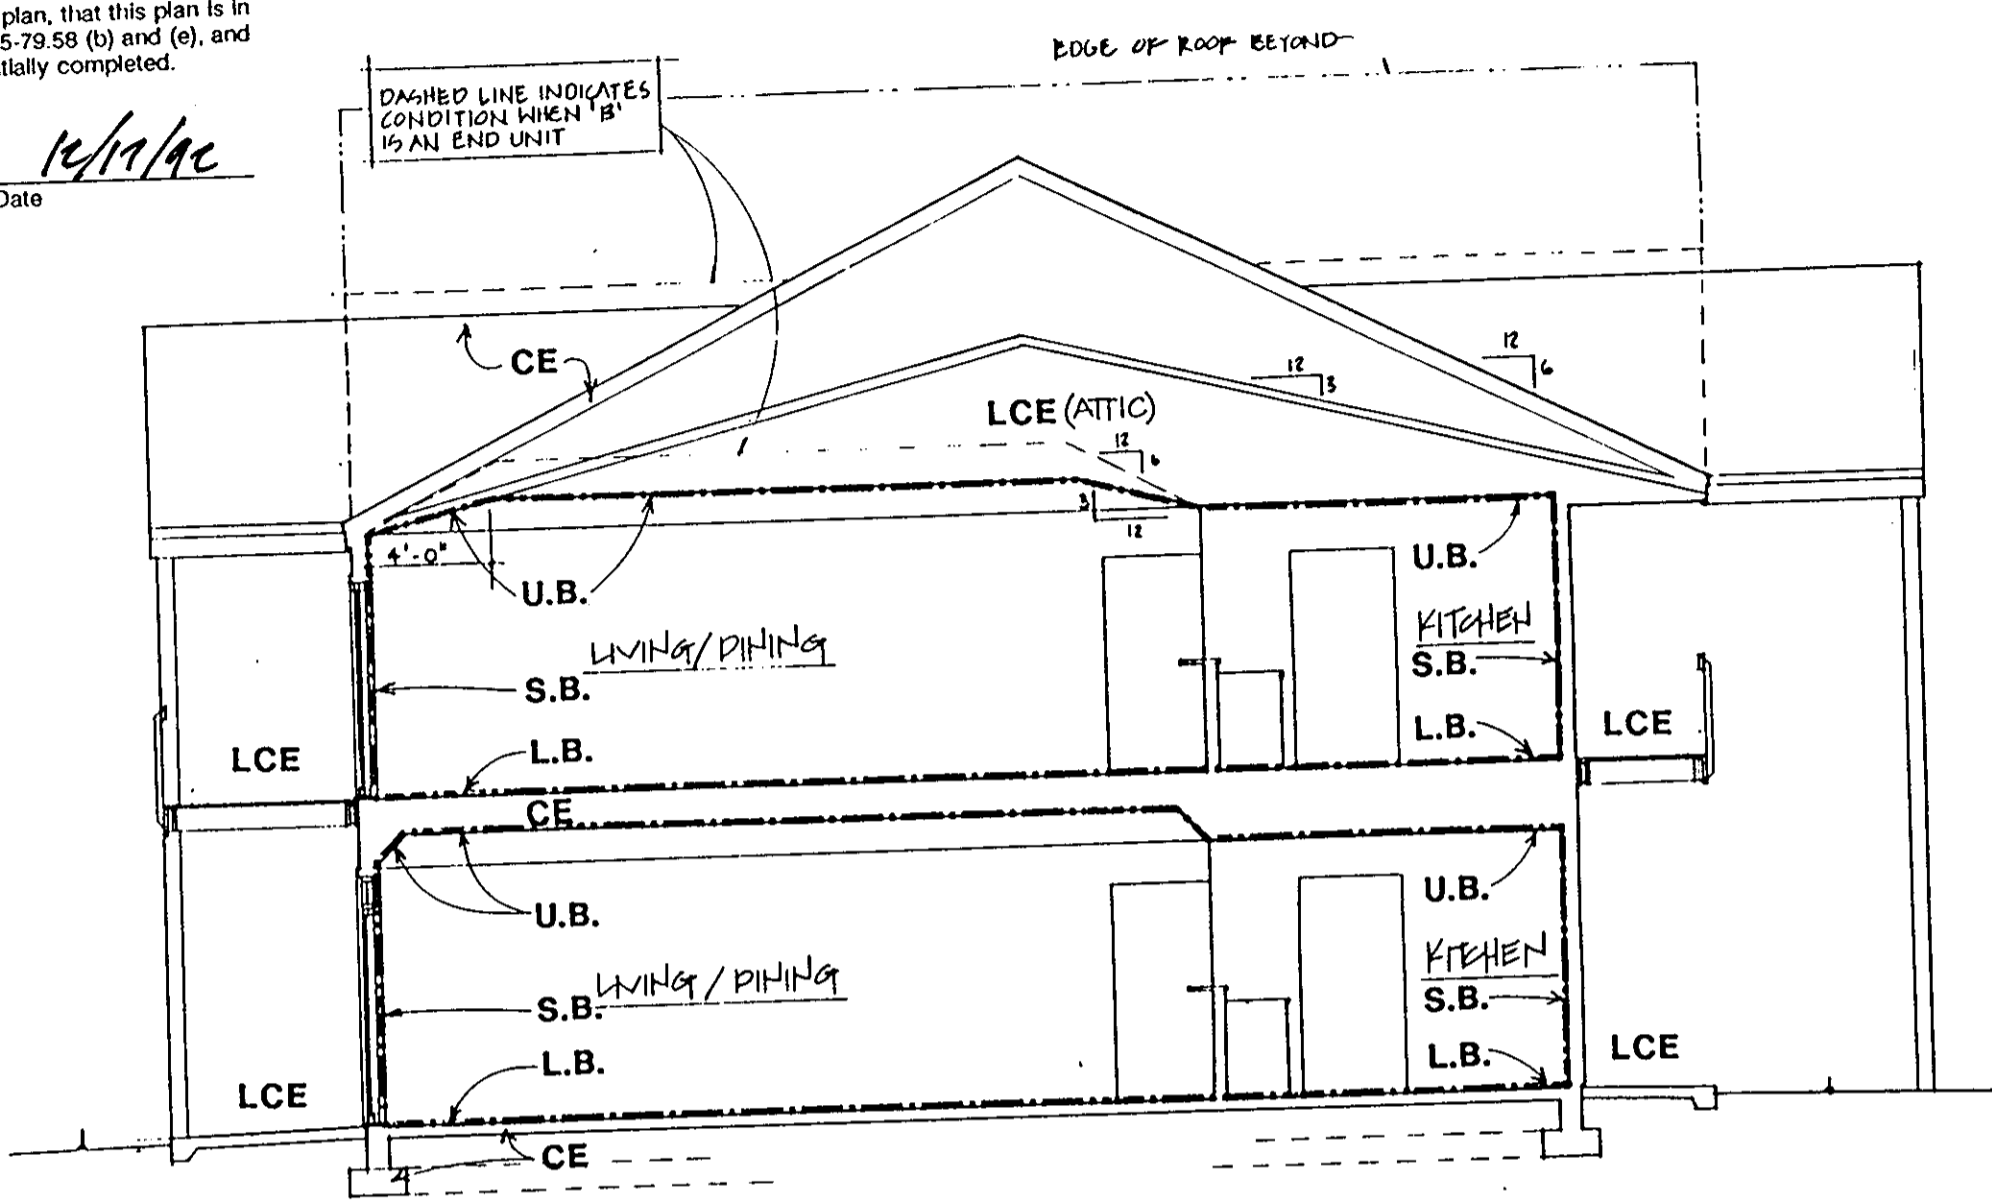 plan, that this plan is in
5-79.58 (b) and (e), and
tially completed.
12/17/92
Date
EDGE OF ROOF BEYOND
DASHED LINE INDICATES
CONDITION WHEN 'B'
IS AN END UNIT
CE
12
6
12
3
LCE (ATTIC)
12
6
3
12
4'-0"
U.B.
U.B.
LIVING/DINING
KITCHEN
S.B.
S.B.
L.B.
L.B.
LCE
LCE
CE
U.B.
U.B.
LIVING/DINING
KITCHEN
S.B.
S.B.
L.B.
L.B.
LCE
LCE
CE